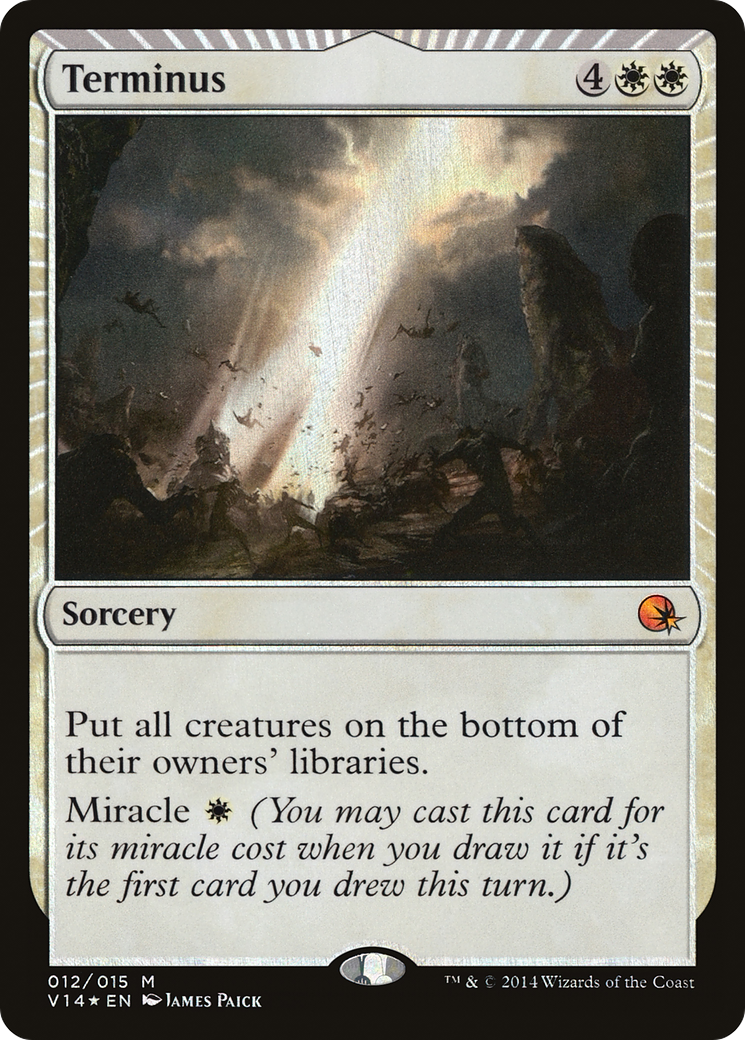 Terminus 4
Sorcery
Put all creatures on the bottom of
their owners' libraries.
Miracle (You may cast this card for
its miracle cost when you draw it if it's
the first card you drew this turn.)
012/015 M
V14★EN James Paick
™ & © 2014 Wizards of the Coast